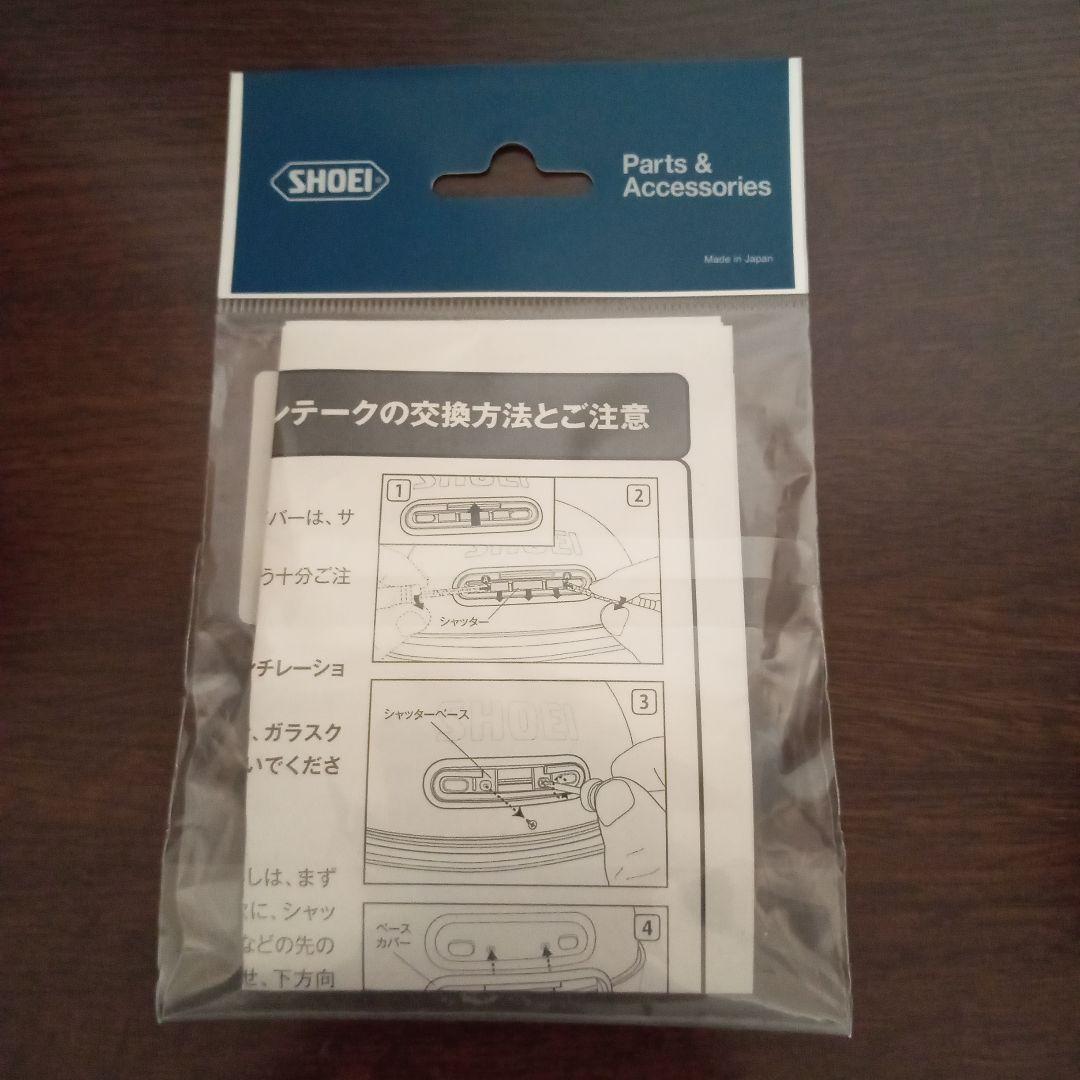 SHOEI
Parts &
Accessories
Made in Japan
ンテークの交換方法とご注意
バーは、サ
う十分ご注
ンチレーショ
、ガラスク
いでくださ
しは、まず
に、シャッ
などの先の
せ、下方向
1
SHOEI
2
SHOEI
シャッター
3
シャッターベース
SHOEI
4
ベース
カバー